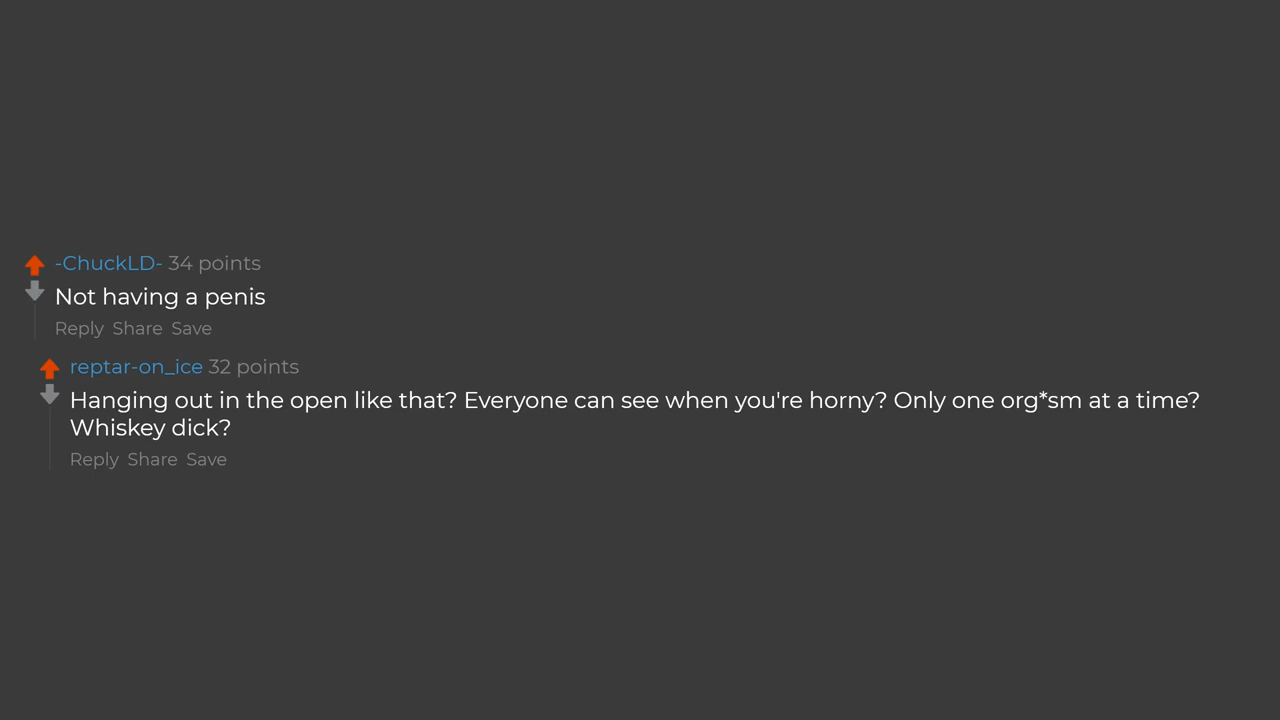 -ChuckLD- 34 points
Not having a penis
Reply Share Save
reptar-on_ice 32 points
Hanging out in the open like that? Everyone can see when you're horny? Only one org*sm at a time?
Whiskey dick?
Reply Share Save